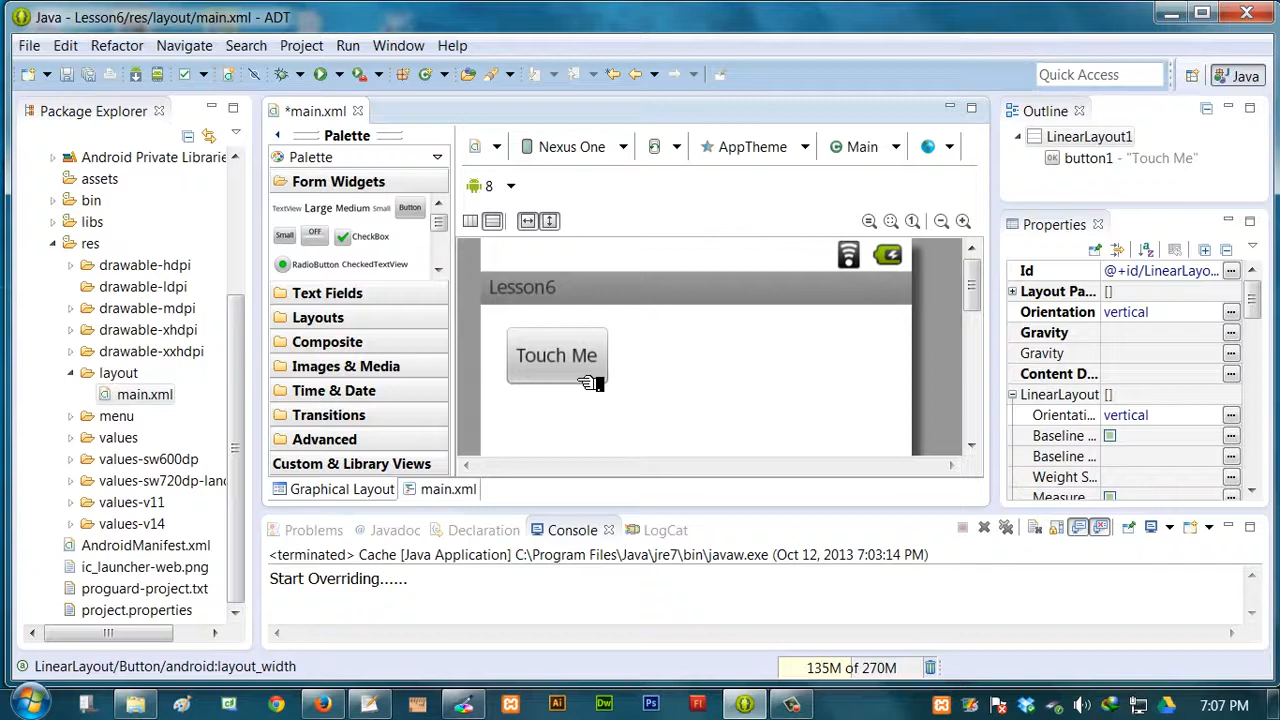 Java - Lesson6/res/layout/main.xml - ADT
File Edit Refactor Navigate Search Project Run Window Help
Quick Access
Java
Package Explorer
Android Private Librarie
assets
bin
libs
res
drawable-hdpi
drawable-ldpi
drawable-mdpi
drawable-xhdpi
drawable-xxhdpi
layout
main.xml
menu
values
values-sw600dp
values-sw720dp-lanc
values-v11
values-v14
AndroidManifest.xml
ic_launcher-web.png
proguard-project.txt
project.properties
*main.xml
Palette
Palette
Form Widgets
TextView Large Medium Small Button
Small OFF CheckBox
RadioButton CheckedTextView
Text Fields
Layouts
Composite
Images & Media
Time & Date
Transitions
Advanced
Custom & Library Views
Nexus One AppTheme Main
8
Lesson6
Touch Me
Graphical Layout main.xml
Outline
LinearLayout1
OK button1 - "Touch Me"
Properties
Id @+id/LinearLayo...
Layout Pa... []
Orientation vertical
Gravity
Gravity
Content D...
LinearLayout []
Orientati... vertical
Baseline ...
Baseline ...
Weight S...
Measure
Problems Javadoc Declaration Console LogCat
<terminated> Cache [Java Application] C:\Program Files\Java\jre7\bin\javaw.exe (Oct 12, 2013 7:03:14 PM)
Start Overriding......
LinearLayout/Button/android:layout_width
135M of 270M
Ai Dw Ps Fl
7:07 PM